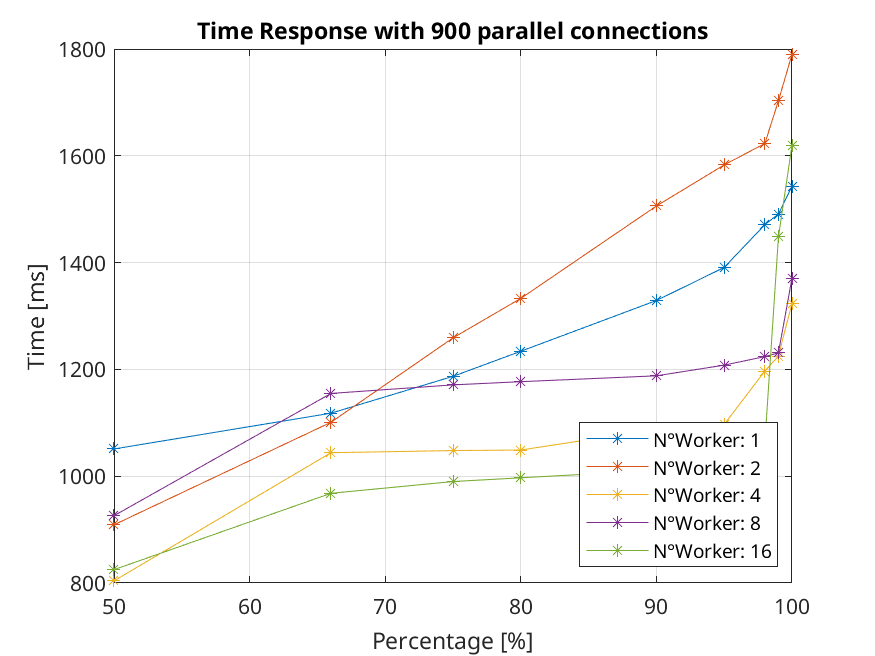 Time Response with 900 parallel connections
1800
1600
1400
1200
1000
800
Time [ms]
50
60
70
80
90
100
Percentage [%]
N°Worker: 1
N°Worker: 2
N°Worker: 4
N°Worker: 8
N°Worker: 16